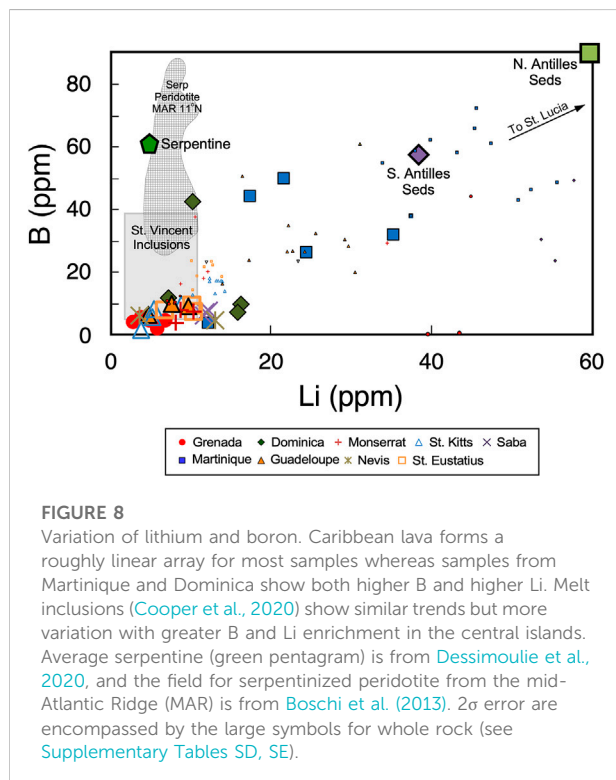 80
60
40
20
0
B (ppm)
Serp
Peridotite
MAR 11°N
Serpentine
St. Vincent
Inclusions
N. Antilles
Seds
To St. Lucia
S. Antilles
Seds
0 20 40 60
Li (ppm)
Grenada Dominica Monserrat St. Kitts Saba
Martinique Guadeloupe Nevis St. Eustatius
FIGURE 8
Variation of lithium and boron. Caribbean lava forms a
roughly linear array for most samples whereas samples from
Martinique and Dominica show both higher B and higher Li. Melt
inclusions (Cooper et al., 2020) show similar trends but more
variation with greater B and Li enrichment in the central islands.
Average serpentine (green pentagram) is from Dessimoulie et al.,
2020, and the field for serpentinized peridotite from the mid-
Atlantic Ridge (MAR) is from Boschi et al. (2013). 2σ error are
encompassed by the large symbols for whole rock (see
Supplementary Tables SD, SE).